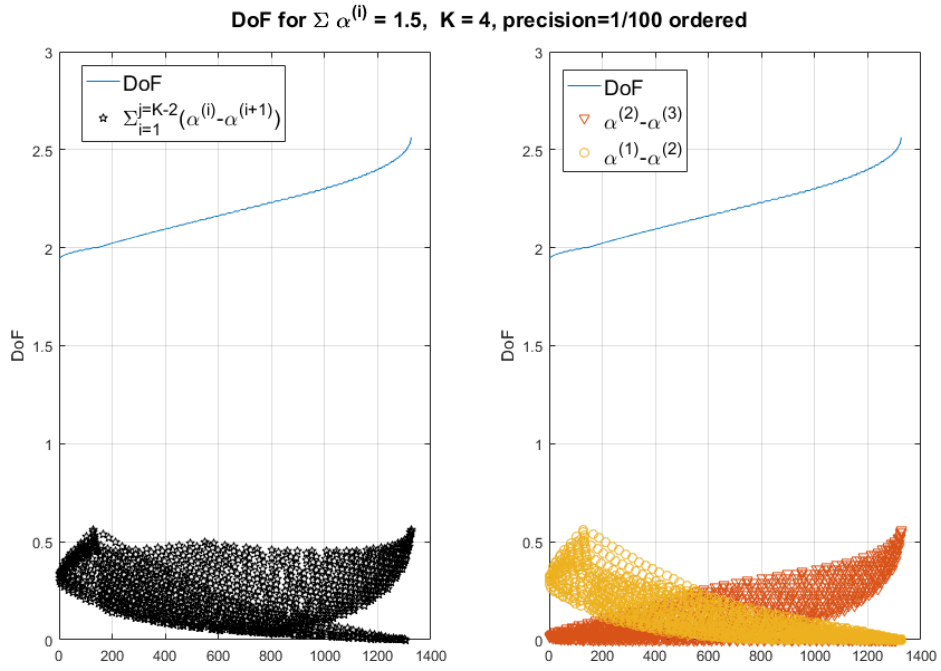 DoF for Σ α^(i) = 1.5, K = 4, precision=1/100 ordered
3
2.5
2
1.5
1
0.5
0
DoF
DoF
Σ_{i=1}^{j=K-2}(α^(i)-α^(i+1))
0 200 400 600 800 1000 1200 1400
3
2.5
2
1.5
1
0.5
0
DoF
DoF
α^(2)-α^(3)
α^(1)-α^(2)
0 200 400 600 800 1000 1200 1400